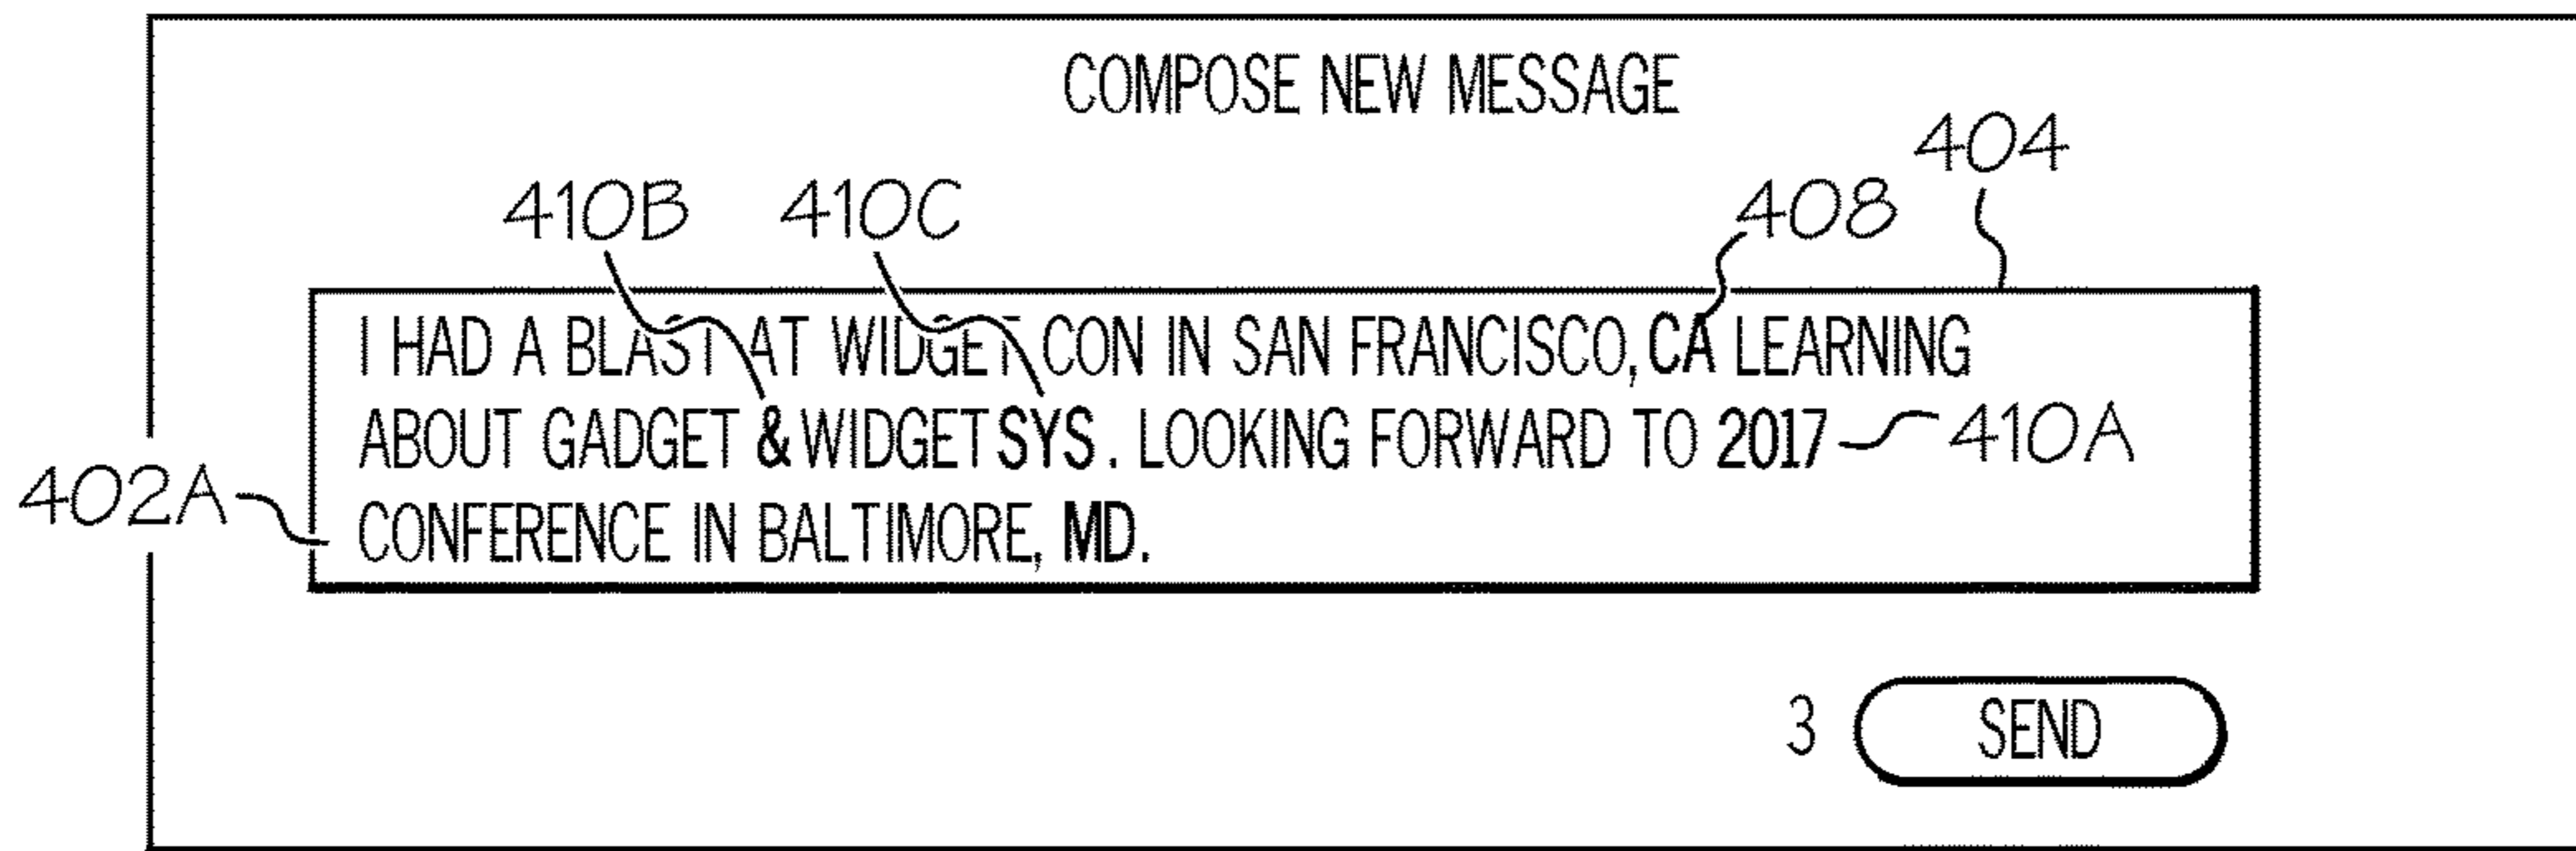 COMPOSE NEW MESSAGE
404
410B 410C 408
I HAD A BLAST AT WIDGET CON IN SAN FRANCISCO, CA LEARNING
ABOUT GADGET & WIDGET SYS. LOOKING FORWARD TO 2017 410A
402A
CONFERENCE IN BALTIMORE, MD.
3 SEND